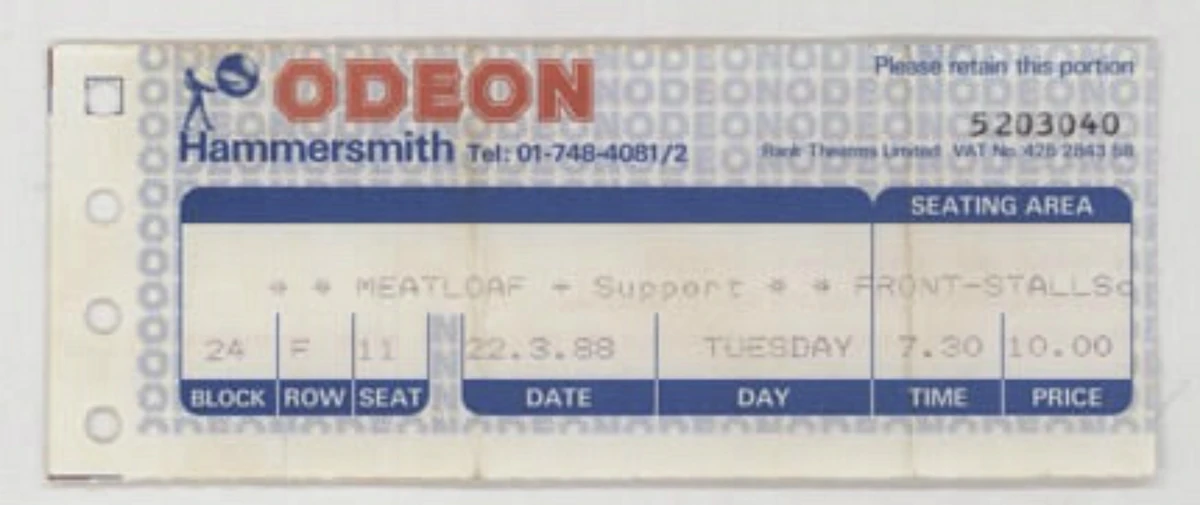 ODEON
Hammersmith Tel: 01-748-4081/2
Please retain this portion
5203040
Rank Theatres Limited VAT No 426 2843 58
SEATING AREA
* * MEATLOAF + Support * * FRONT-STALLSc
24 F 11 22.3.88 TUESDAY 7.30 10.00
BLOCK ROW SEAT DATE DAY TIME PRICE